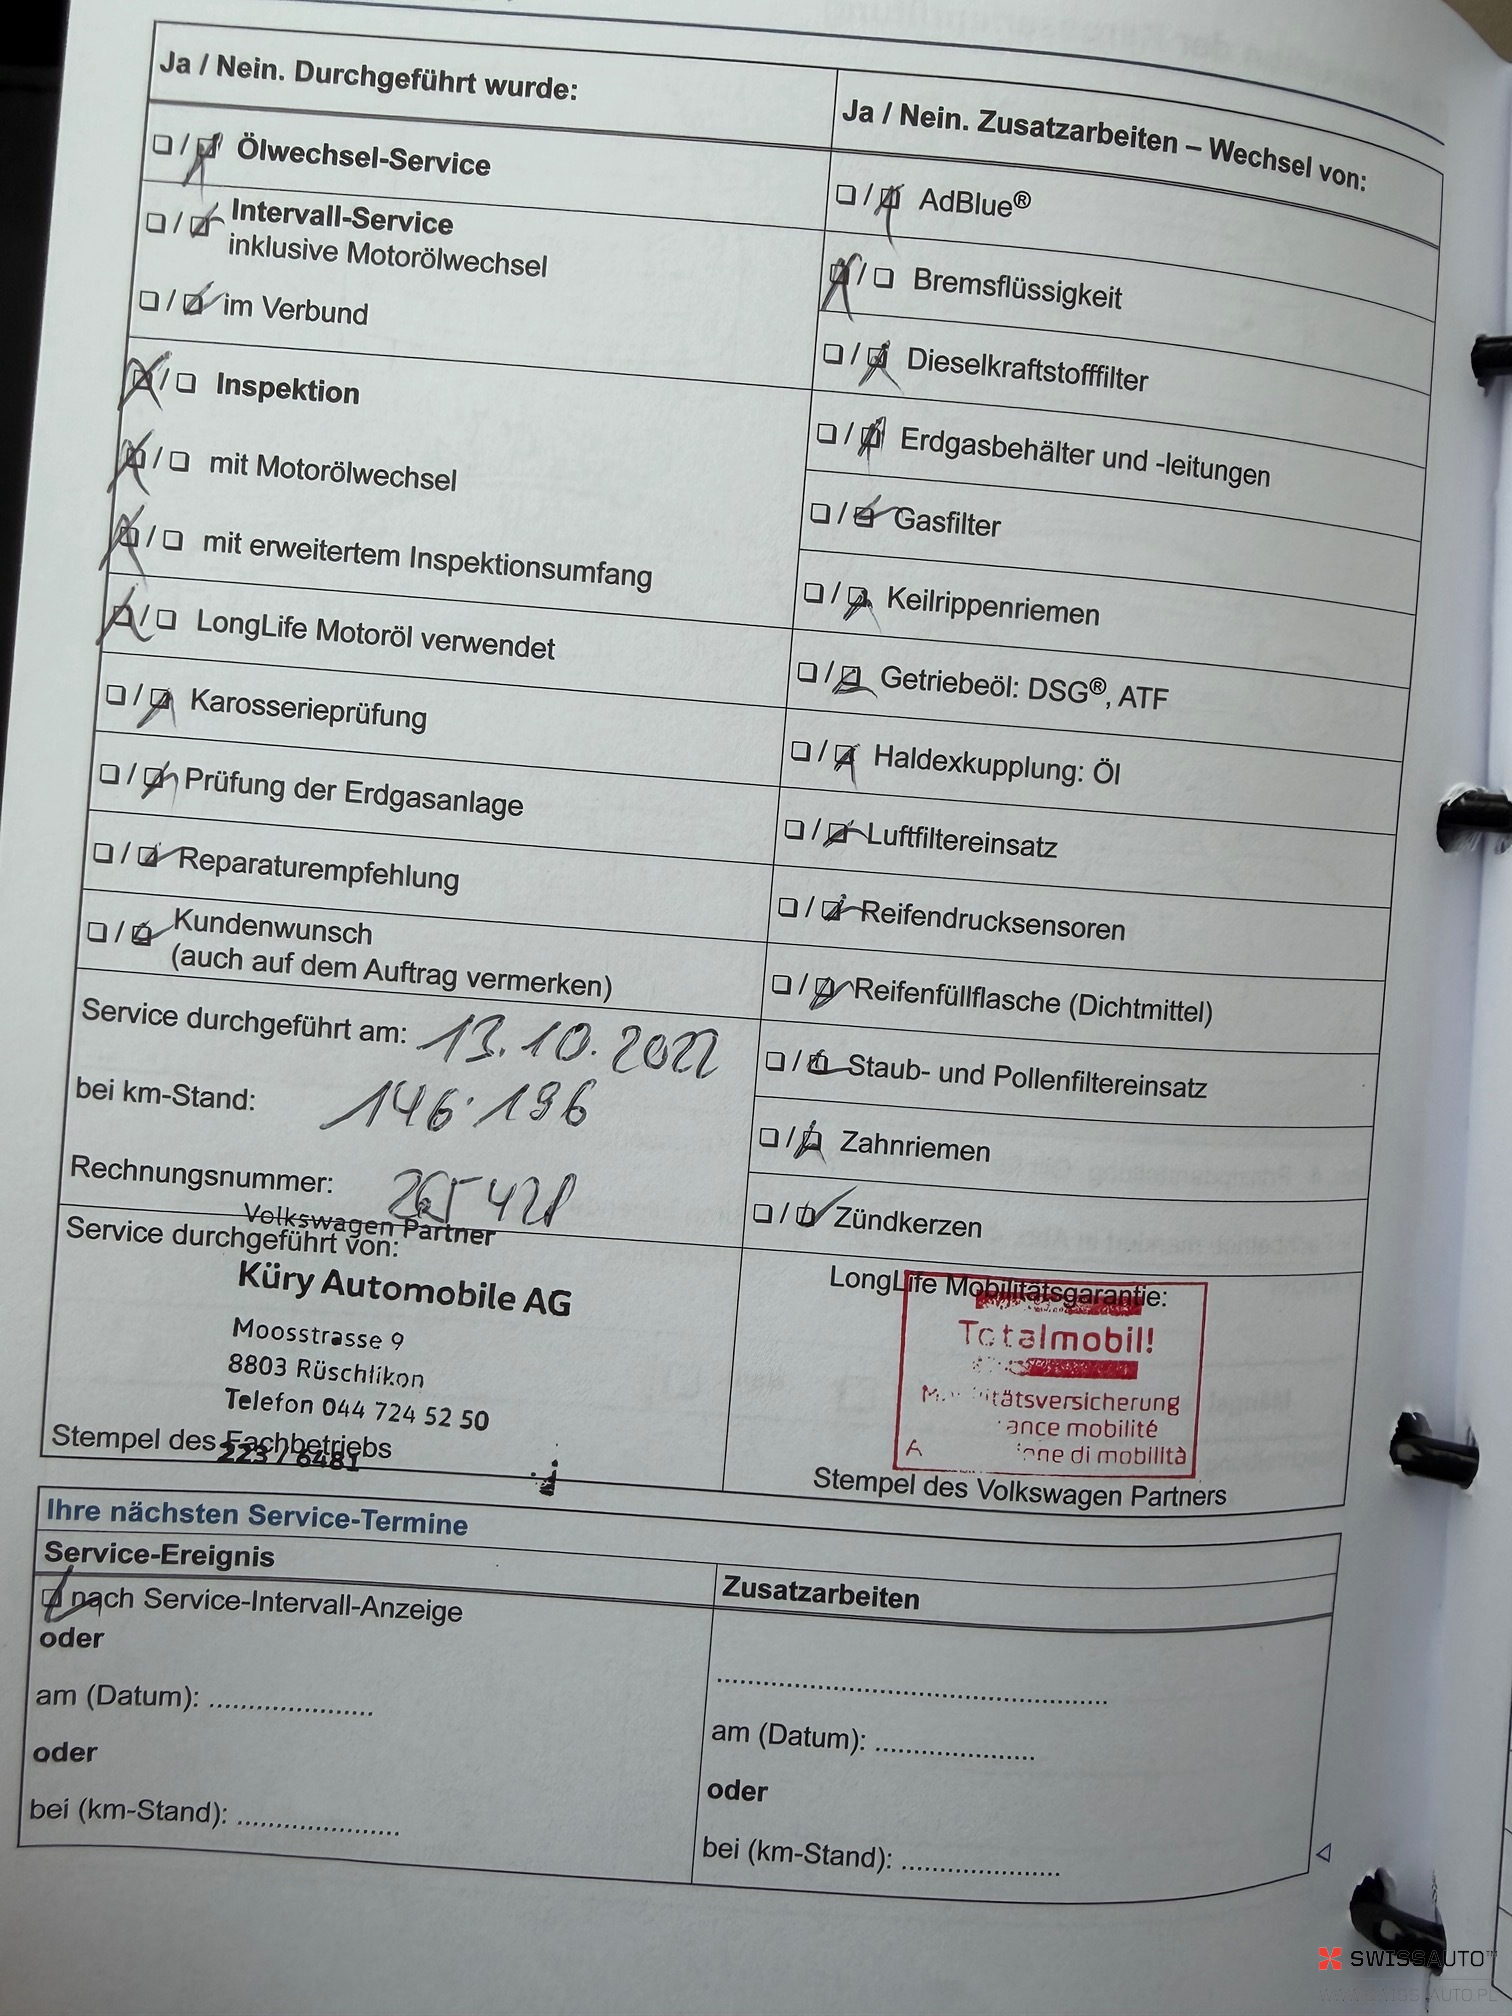 Ja / Nein. Durchgeführt wurde:
Ölwechsel-Service
Intervall-Service
inklusive Motorölwechsel
im Verbund
Inspektion
mit Motorölwechsel
mit erweitertem Inspektionsumfang
LongLife Motoröl verwendet
Karosserieprüfung
Prüfung der Erdgasanlage
Reparaturempfehlung
Kundenwunsch
(auch auf dem Auftrag vermerken)
Service durchgeführt am: 13.10.2022
bei km-Stand: 146'196
Rechnungsnummer:
Volkswagen Partner
Service durchgeführt von:
Küry Automobile AG
Moosstrasse 9
8803 Rüschlikon
Telefon 044 724 52 50
Stempel des Fachbetriebs
223 / 6481
Ja / Nein. Zusatzarbeiten – Wechsel von:
AdBlue®
Bremsflüssigkeit
Dieselkraftstofffilter
Erdgasbehälter und -leitungen
Gasfilter
Keilrippenriemen
Getriebeöl: DSG®, ATF
Haldexkupplung: Öl
Luftfiltereinsatz
Reifendrucksensoren
Reifenfüllflasche (Dichtmittel)
Staub- und Pollenfiltereinsatz
Zahnriemen
Zündkerzen
LongLife Mobilitätsgarantie:
Totalmobil!
mobilité
di mobilità
Stempel des Volkswagen Partners
Ihre nächsten Service-Termine
Service-Ereignis
nach Service-Intervall-Anzeige
oder
am (Datum): .....................
oder
bei (km-Stand): .....................
Zusatzarbeiten
..................................................
am (Datum): .....................
oder
bei (km-Stand): .....................
SWISSAUTO™